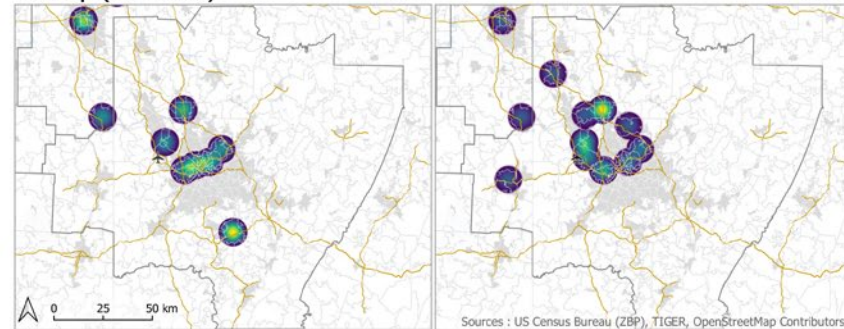 0 25 50 km
Sources : US Census Bureau (ZBP), TIGER, OpenStreetMap Contributors